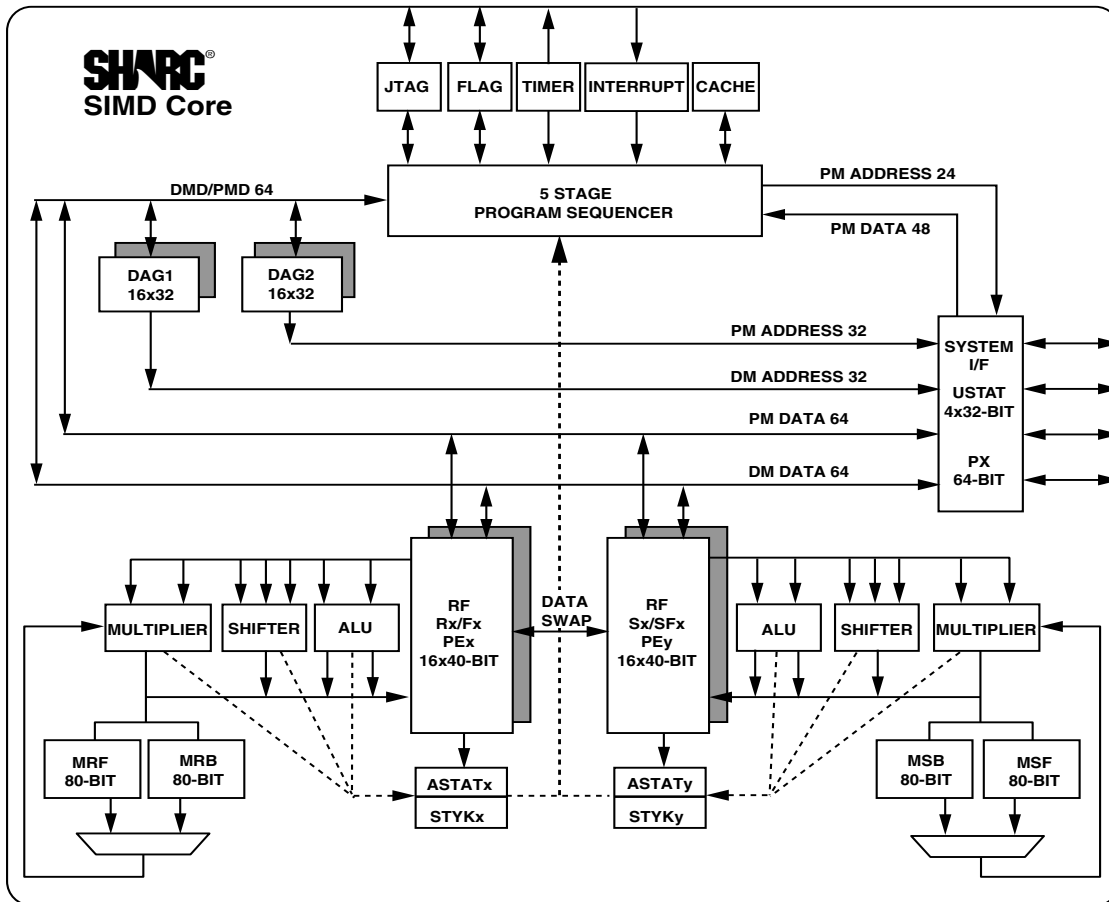 SHARC®
SIMD Core
JTAG
FLAG
TIMER
INTERRUPT
CACHE
5 STAGE
PROGRAM SEQUENCER
PM ADDRESS 24
PM DATA 48
DMD/PMD 64
DAG1
16x32
DAG2
16x32
PM ADDRESS 32
DM ADDRESS 32
PM DATA 64
DM DATA 64
SYSTEM
I/F
USTAT
4x32-BIT
PX
64-BIT
MULTIPLIER
SHIFTER
ALU
RF
Rx/Fx
PEx
16x40-BIT
DATA
SWAP
RF
Sx/SFx
PEy
16x40-BIT
ALU
SHIFTER
MULTIPLIER
MRF
80-BIT
MRB
80-BIT
ASTATx
STYKx
ASTATy
STYKy
MSB
80-BIT
MSF
80-BIT